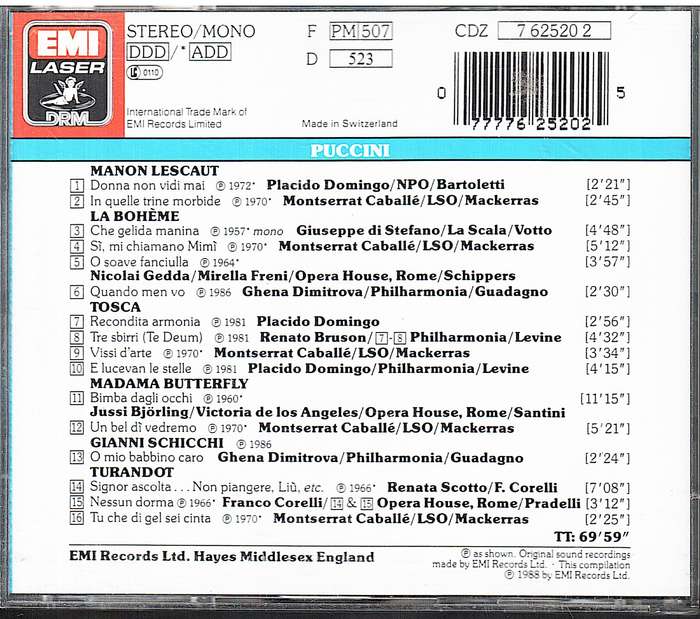 EMI
LASER
DRM
STEREO/MONO
DDD/*ADD
0110
International Trade Mark of
EMI Records Limited
F PM 507
D 523
Made in Switzerland
CDZ 7 62520 2
0 77776 25202 5
PUCCINI
MANON LESCAUT
1 Donna non vidi mai ℗ 1972* Placido Domingo/NPO/Bartoletti [2'21"]
2 In quelle trine morbide ℗ 1970* Montserrat Caballé/LSO/Mackerras [2'45"]
LA BOHÈME
3 Che gelida manina ℗ 1957* mono Giuseppe di Stefano/La Scala/Votto [4'48"]
4 Sì, mi chiamano Mimì ℗ 1970* Montserrat Caballé/LSO/Mackerras [5'12"]
5 O soave fanciulla ℗ 1964* [3'57"]
Nicolai Gedda/Mirella Freni/Opera House, Rome/Schippers
6 Quando men vo ℗ 1986 Ghena Dimitrova/Philharmonia/Guadagno [2'30"]
TOSCA
7 Recondita armonia ℗ 1981 Placido Domingo [2'56"]
8 Tre sbirri (Te Deum) ℗ 1981 Renato Bruson/ 7-8 Philharmonia/Levine [4'32"]
9 Vissi d'arte ℗ 1970* Montserrat Caballé/LSO/Mackerras [3'34"]
10 E lucevan le stelle ℗ 1981 Placido Domingo/Philharmonia/Levine [4'15"]
MADAMA BUTTERFLY
11 Bimba dagli occhi ℗ 1960* [11'15"]
Jussi Björling/Victoria de los Angeles/Opera House, Rome/Santini
12 Un bel dì vedremo ℗ 1970* Montserrat Caballé/LSO/Mackerras [5'21"]
GIANNI SCHICCHI ℗ 1986
13 O mio babbino caro Ghena Dimitrova/Philharmonia/Guadagno [2'24"]
TURANDOT
14 Signor ascolta ... Non piangere, Liù, etc. ℗ 1966* Renata Scotto/F. Corelli [7'08"]
15 Nessun dorma ℗ 1966* Franco Corelli/ 14 & 15 Opera House, Rome/Pradelli [3'12"]
16 Tu che di gel sei cinta ℗ 1970* Montserrat Caballé/LSO/Mackerras [2'25"]
TT: 69'59"
EMI Records Ltd. Hayes Middlesex England
℗ as shown. Original sound recordings
made by EMI Records Ltd. · This compilation
℗ 1988 by EMI Records Ltd.